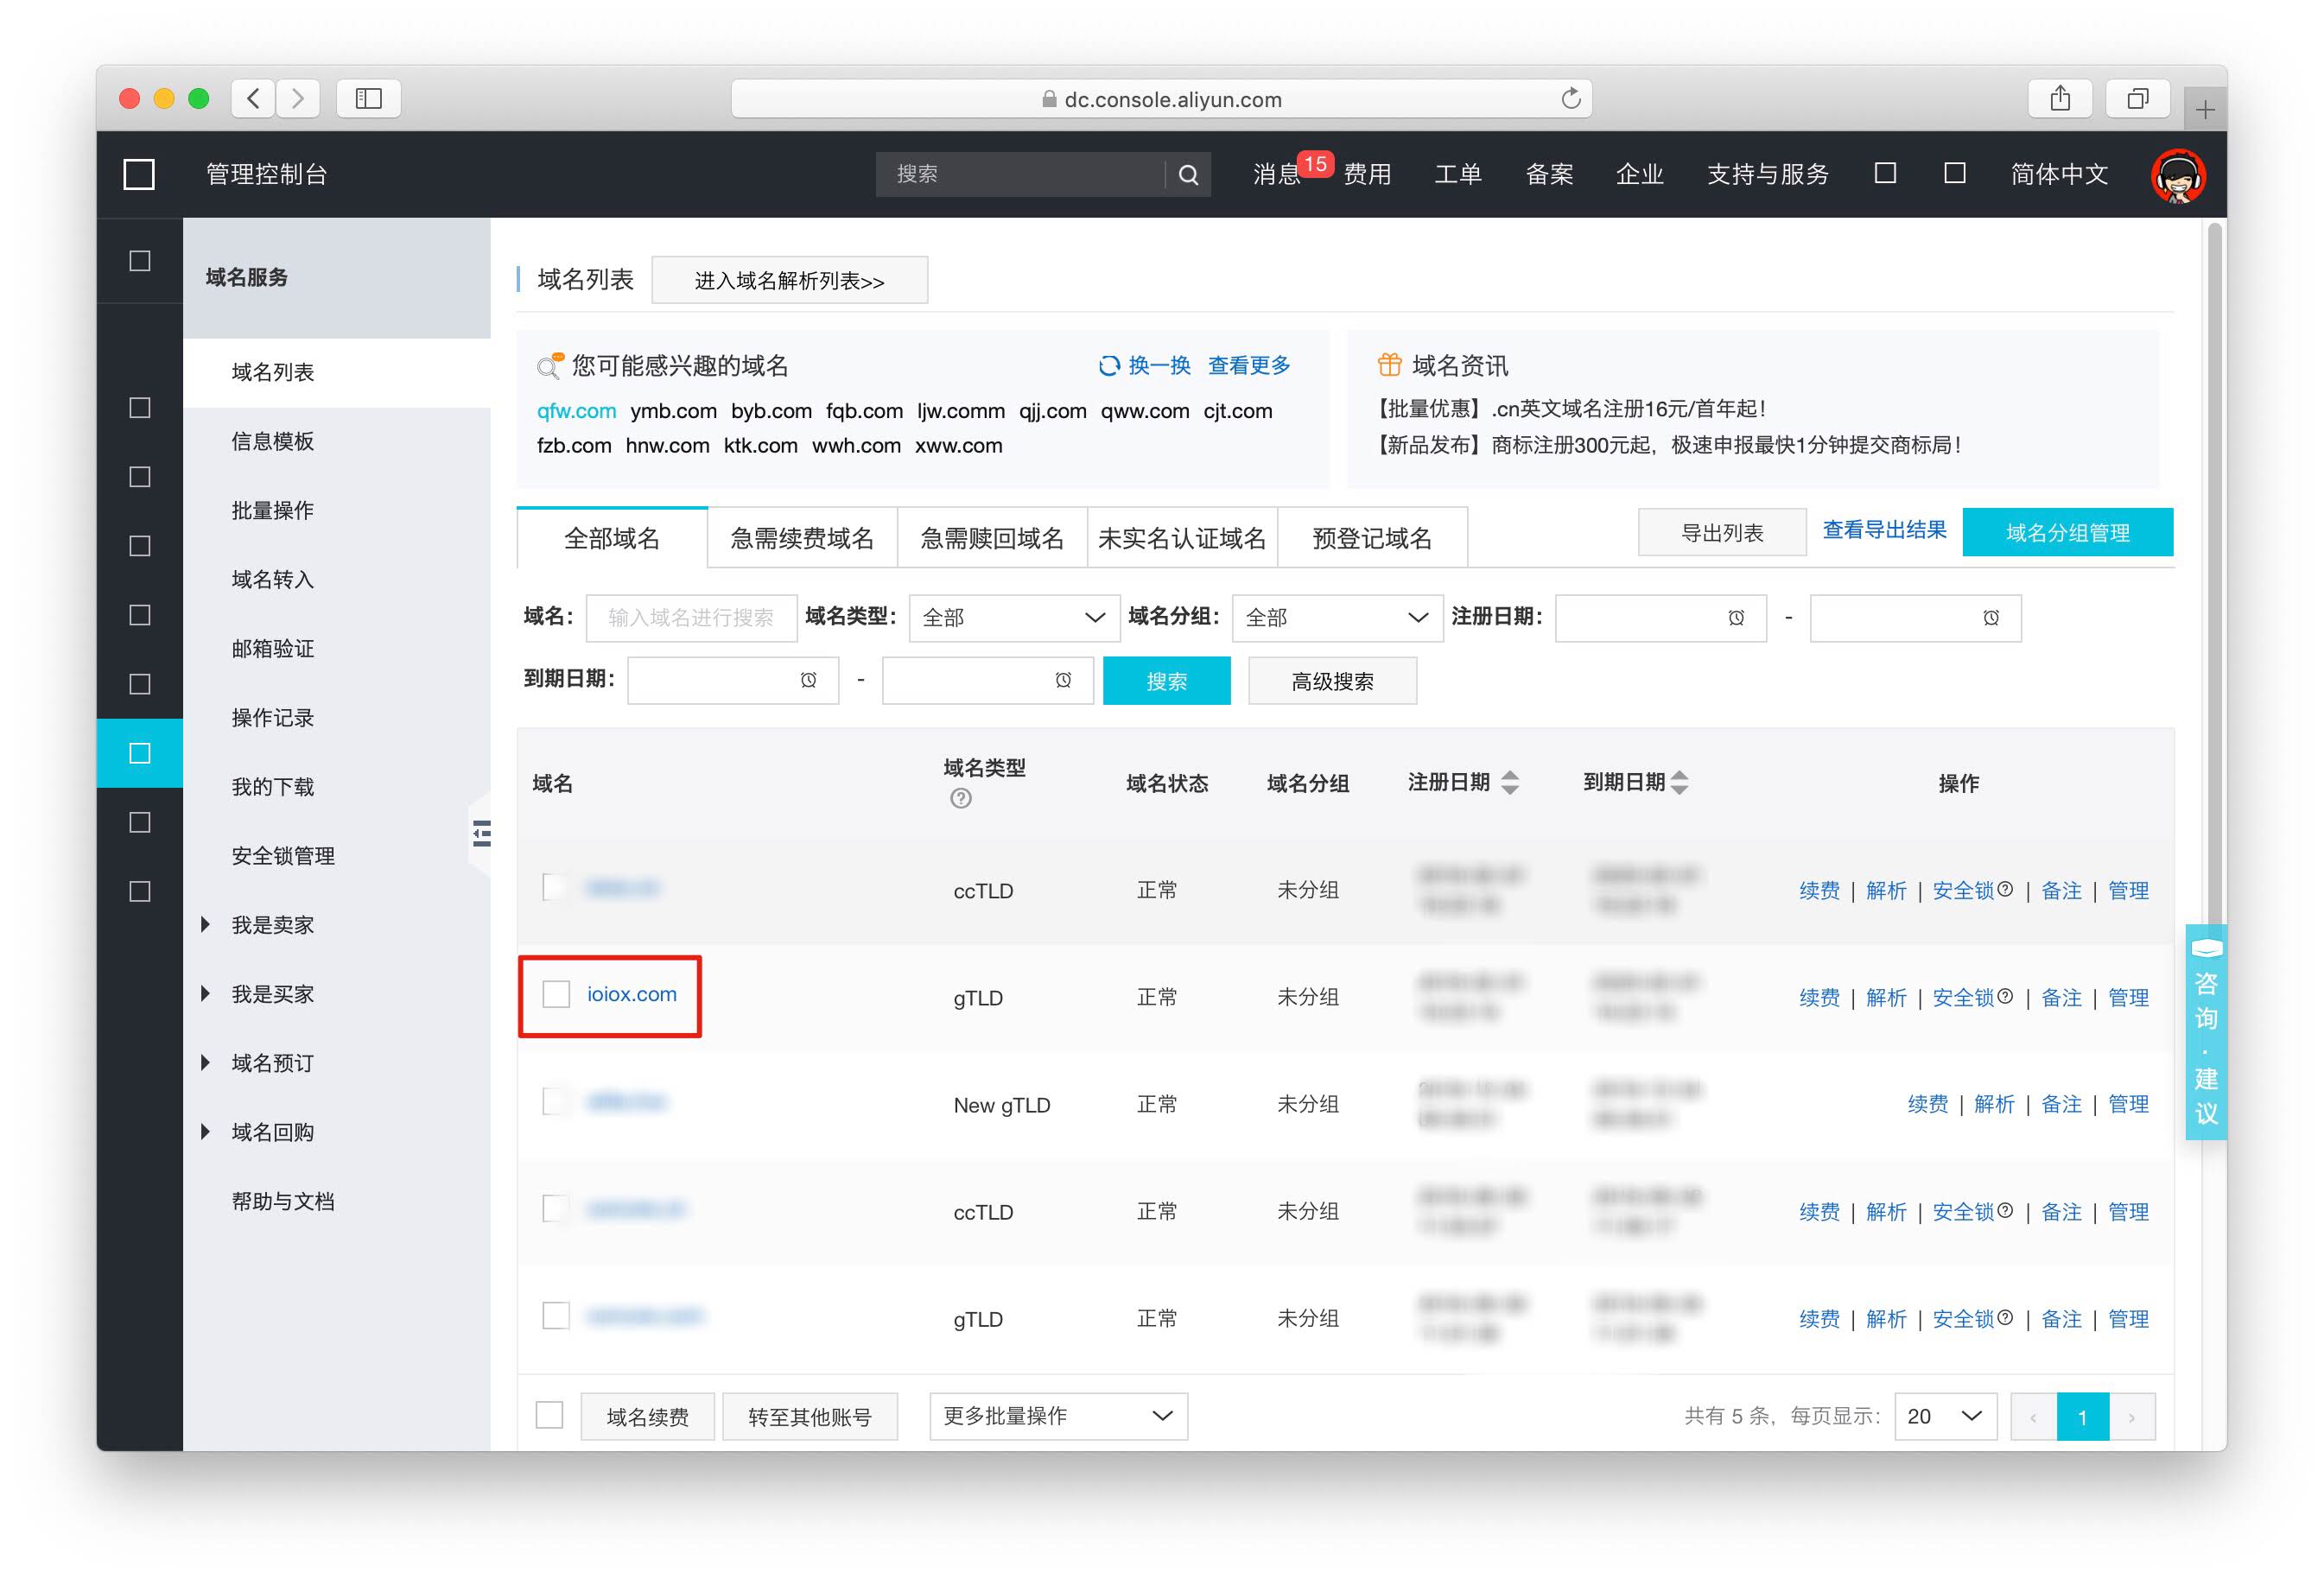 dc.console.aliyun.com
管理控制台 搜索 消息 15 费用 工单 备案 企业 支持与服务 简体中文
域名服务
域名列表
信息模板
批量操作
域名转入
邮箱验证
操作记录
我的下载
安全锁管理
我是卖家
我是买家
域名预订
域名回购
帮助与文档
域名列表 进入域名解析列表>>
您可能感兴趣的域名 换一换 查看更多
qfw.com ymb.com byb.com fqb.com ljw.comm qjj.com qww.com cjt.com
fzb.com hnw.com ktk.com wwh.com xww.com
域名资讯
【批量优惠】.cn英文域名注册16元/首年起！
【新品发布】商标注册300元起，极速申报最快1分钟提交商标局！
全部域名 急需续费域名 急需赎回域名 未实名认证域名 预登记域名 导出列表 查看导出结果 域名分组管理
域名： 输入域名进行搜索 域名类型： 全部 域名分组： 全部 注册日期： -
到期日期： - 搜索 高级搜索
域名 域名类型 ? 域名状态 域名分组 注册日期 到期日期 操作
ccTLD 正常 未分组 续费 | 解析 | 安全锁? | 备注 | 管理
ioiox.com gTLD 正常 未分组 续费 | 解析 | 安全锁? | 备注 | 管理
New gTLD 正常 未分组 续费 | 解析 | 备注 | 管理
ccTLD 正常 未分组 续费 | 解析 | 安全锁? | 备注 | 管理
gTLD 正常 未分组 续费 | 解析 | 安全锁? | 备注 | 管理
域名续费 转至其他账号 更多批量操作 共有 5 条，每页显示： 20 ‹ 1 ›
咨询·建议